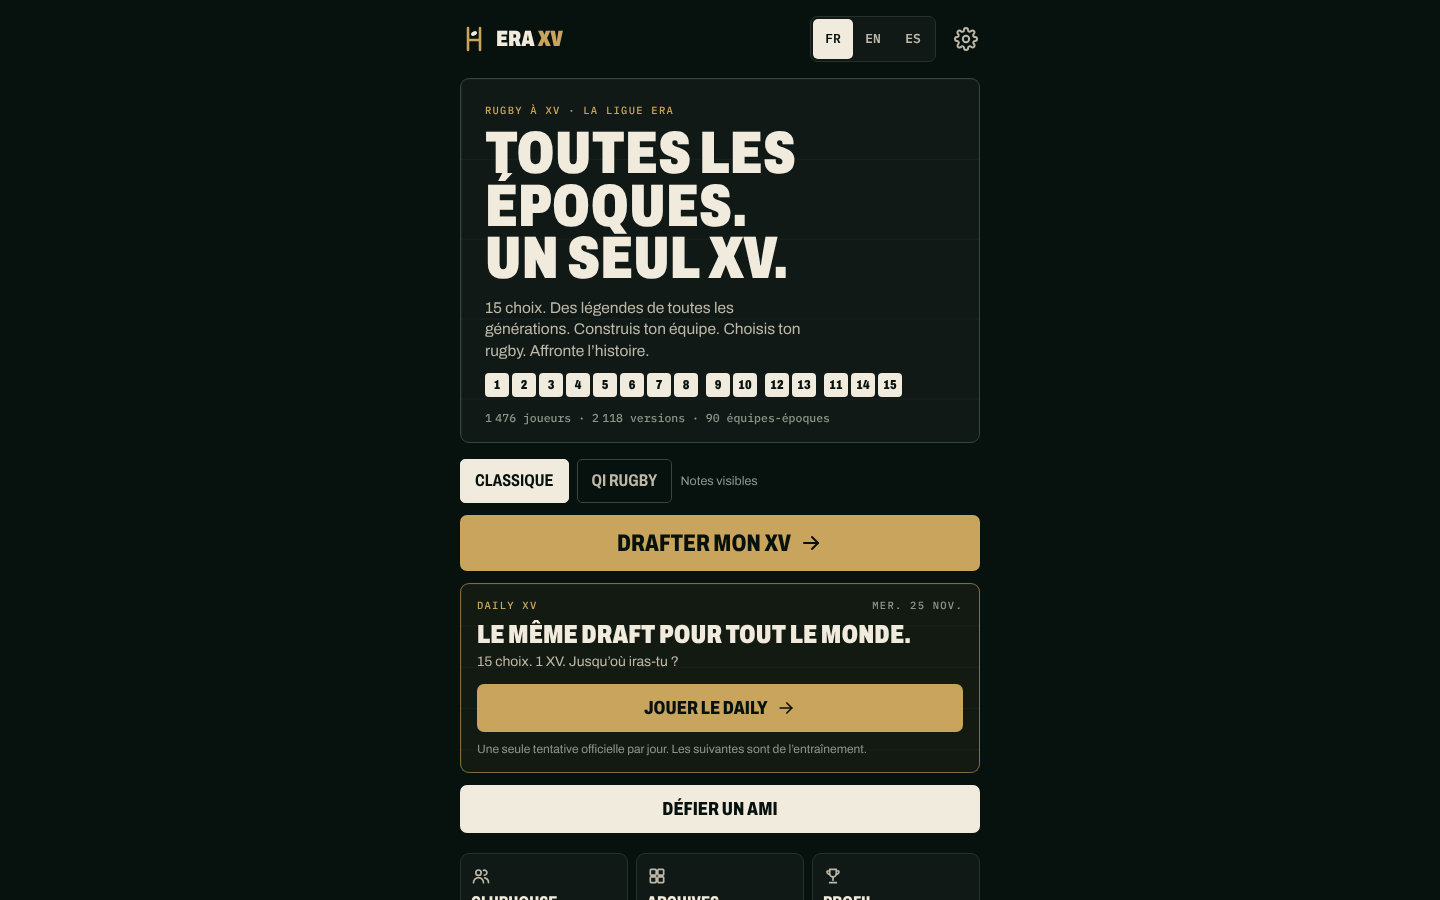 ERA XV
FR EN ES
RUGBY À XV · LA LIGUE ERA
TOUTES LES
ÉPOQUES.
UN SEUL XV.
15 choix. Des légendes de toutes les
générations. Construis ton équipe. Choisis ton
rugby. Affronte l’histoire.
1 2 3 4 5 6 7 8 9 10 12 13 11 14 15
1 476 joueurs · 2 118 versions · 90 équipes-époques
CLASSIQUE QI RUGBY Notes visibles
DRAFTER MON XV →
DAILY XV MER. 25 NOV.
LE MÊME DRAFT POUR TOUT LE MONDE.
15 choix. 1 XV. Jusqu’où iras-tu ?
JOUER LE DAILY →
Une seule tentative officielle par jour. Les suivantes sont de l’entraînement.
DÉFIER UN AMI
CLUBHOUSE ARCHIVES PROFIL